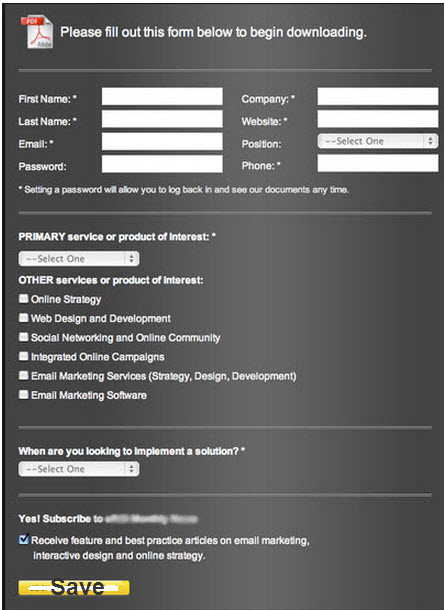 PDF
Adobe
Please fill out this form below to begin downloading.
First Name: *
Company: *
Last Name: *
Website: *
Email: *
Position:
--Select One
Password:
Phone: *
* Setting a password will allow you to log back in and see our documents any time.
PRIMARY service or product of Interest: *
--Select One
OTHER services or product of Interest:
Online Strategy
Web Design and Development
Social Networking and Online Community
Integrated Online Campaigns
Email Marketing Services (Strategy, Design, Development)
Email Marketing Software
When are you looking to implement a solution? *
--Select One
Yes! Subscribe to
Receive feature and best practice articles on email marketing,
interactive design and online strategy.
Save